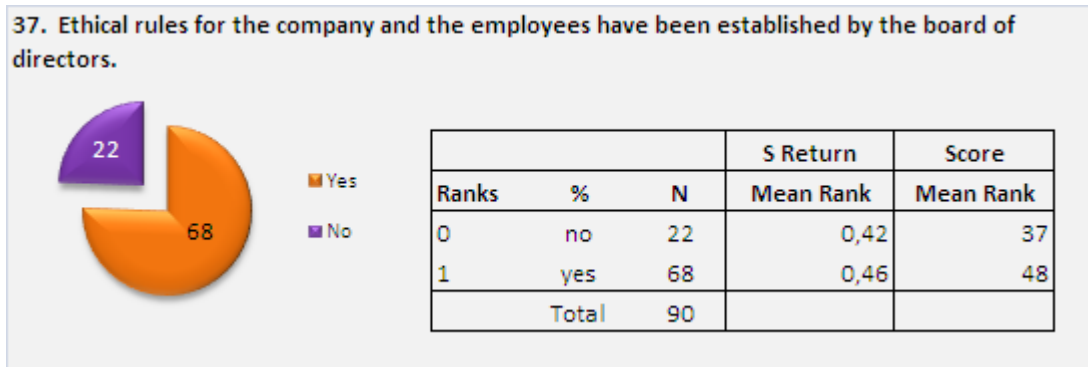 37. Ethical rules for the company and the employees have been established by the board of
directors.
22
68
Yes
No
S Return Score
Ranks % N Mean Rank Mean Rank
0 no 22 0,42 37
1 yes 68 0,46 48
Total 90